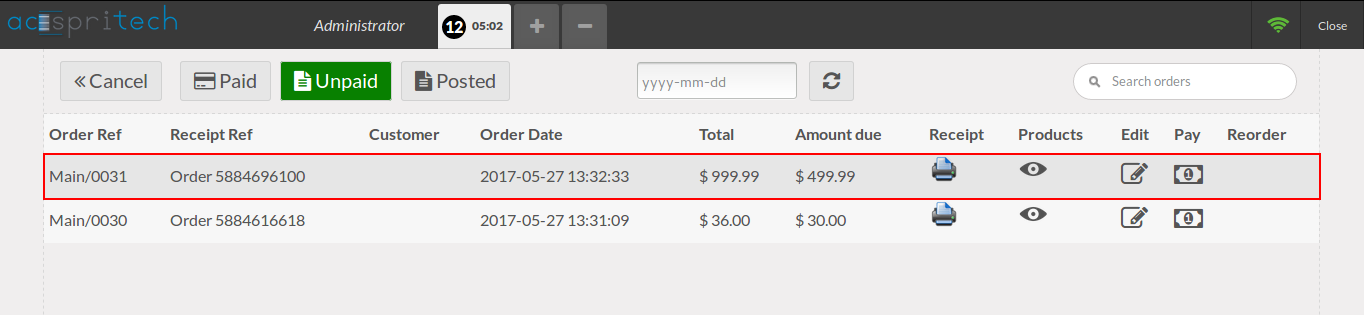 acespritech Administrator 12 05:02 Close
Cancel Paid Unpaid Posted yyyy-mm-dd Search orders
Order Ref Receipt Ref Customer Order Date Total Amount due Receipt Products Edit Pay Reorder
Main/0031 Order 5884696100 2017-05-27 13:32:33 $ 999.99 $ 499.99
Main/0030 Order 5884616618 2017-05-27 13:31:09 $ 36.00 $ 30.00